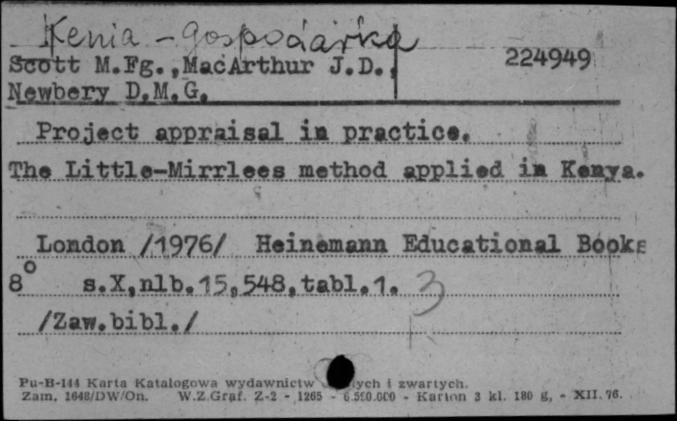 Kenia - Gospodarka
Scott M.Fg., MacArthur J.D., 224949
Newbery D.M.G.
Project appraisal in practice.
The Little-Mirrlees method applied in Kenya.
London /1976/ Heinemann Educational Books
8° s.X,nlb.15,548,tabl.1. 3
/Zaw.bibl./
Pu-B-144 Karta Katalogowa wydawnictw i zwartych.
Zam. 1648/DW/On. W.Z.Graf. Z-2 - 1265 - 6.500.000 - Karton 3 kl. 180 g. - XII. 76.